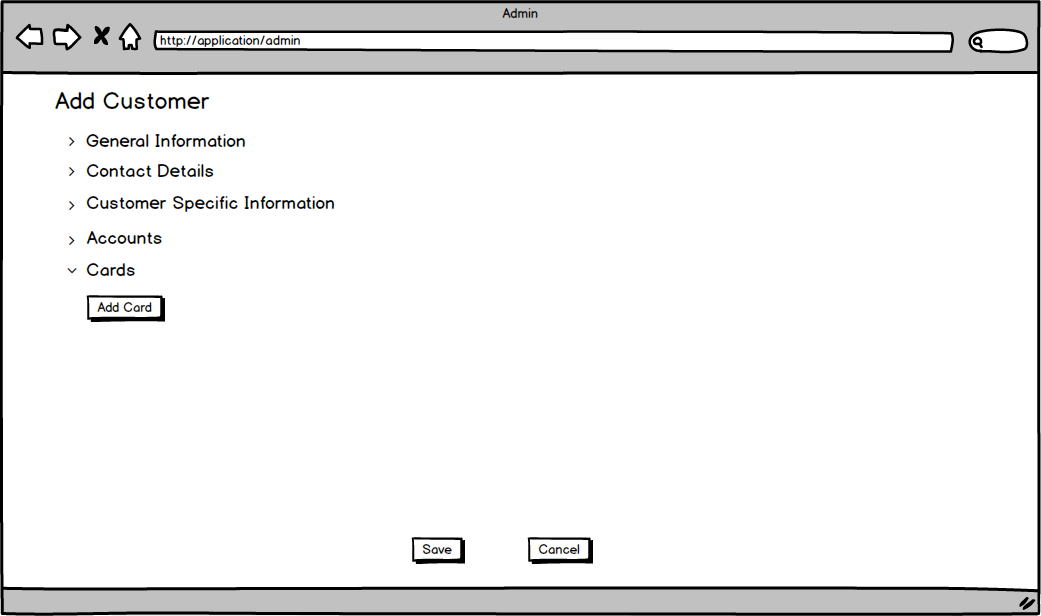 Admin
http://application/admin
Add Customer
General Information
Contact Details
Customer Specific Information
Accounts
Cards
Add Card
Save Cancel